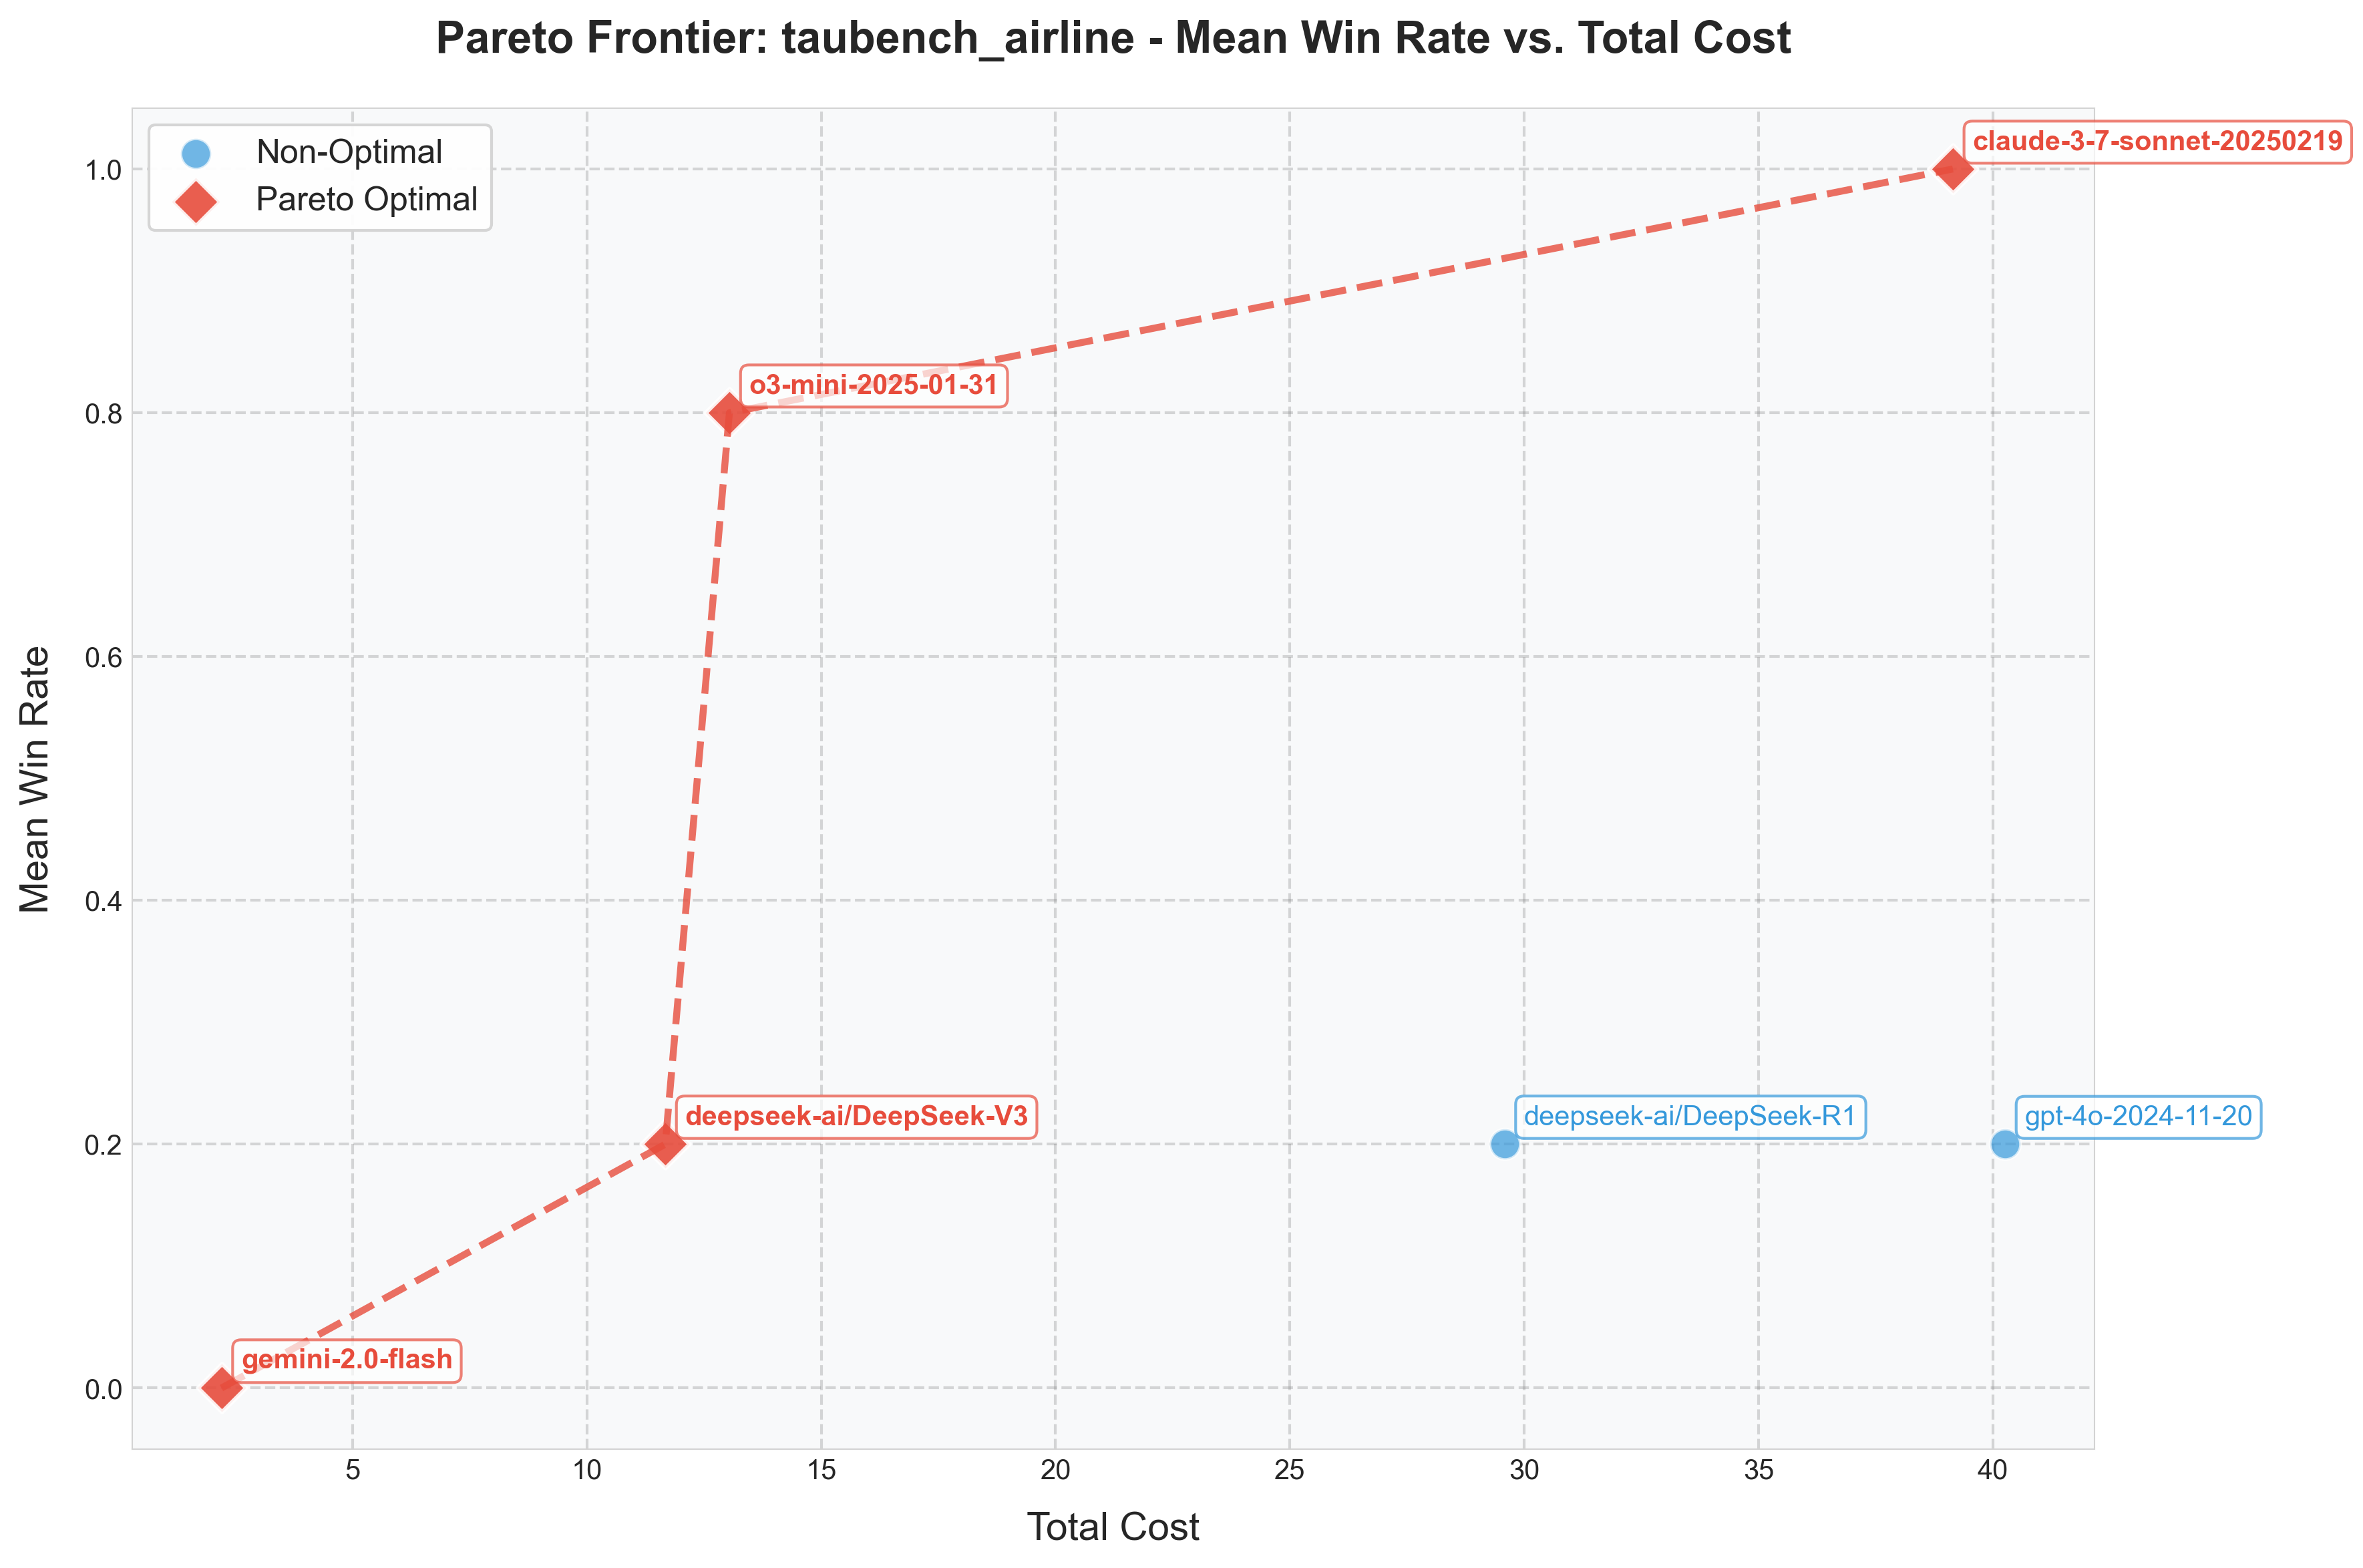 Pareto Frontier: taubench_airline - Mean Win Rate vs. Total Cost
Non-Optimal
Pareto Optimal
claude-3-7-sonnet-20250219
o3-mini-2025-01-31
deepseek-ai/DeepSeek-V3
deepseek-ai/DeepSeek-R1
gpt-4o-2024-11-20
gemini-2.0-flash
Mean Win Rate
1.0
0.8
0.6
0.4
0.2
0.0
5 10 15 20 25 30 35 40
Total Cost